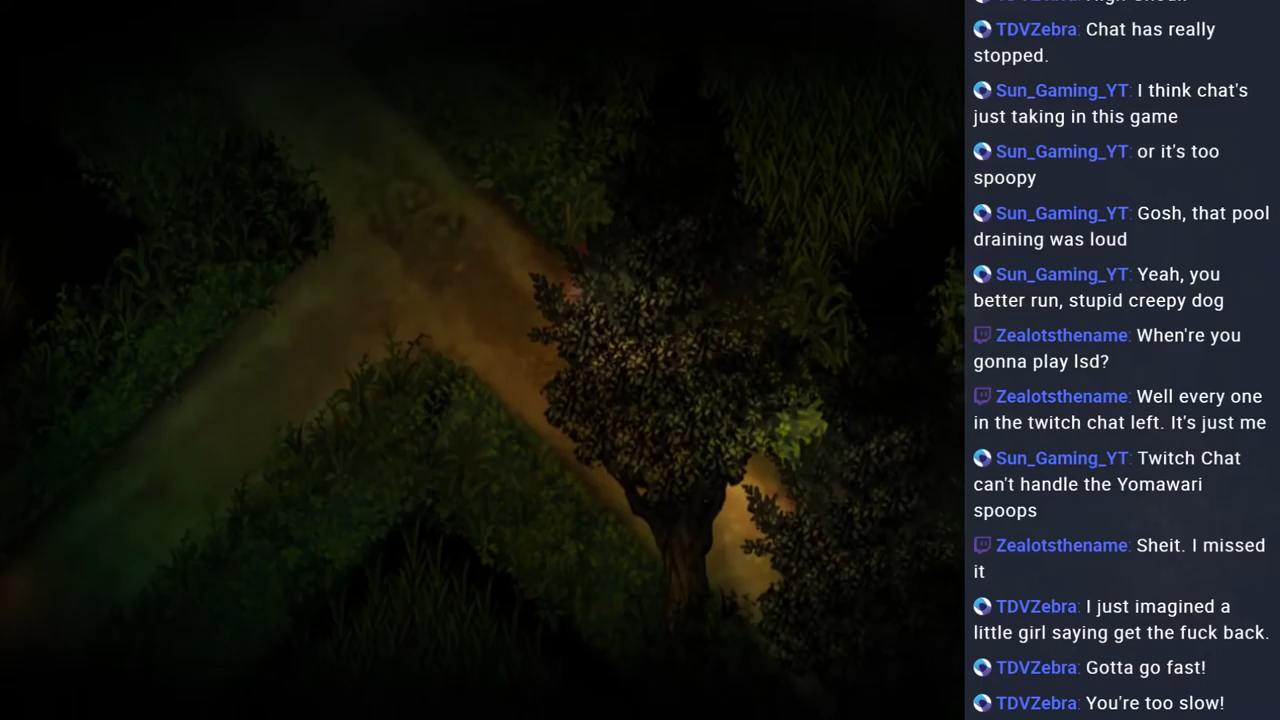 TDVZebra: Chat has really
stopped.
Sun_Gaming_YT: I think chat's
just taking in this game
Sun_Gaming_YT: or it's too
spoopy
Sun_Gaming_YT: Gosh, that pool
draining was loud
Sun_Gaming_YT: Yeah, you
better run, stupid creepy dog
Zealotsthename: When're you
gonna play lsd?
Zealotsthename: Well every one
in the twitch chat left. It's just me
Sun_Gaming_YT: Twitch Chat
can't handle the Yomawari
spoops
Zealotsthename: Sheit. I missed
it
TDVZebra: I just imagined a
little girl saying get the fuck back.
TDVZebra: Gotta go fast!
TDVZebra: You're too slow!